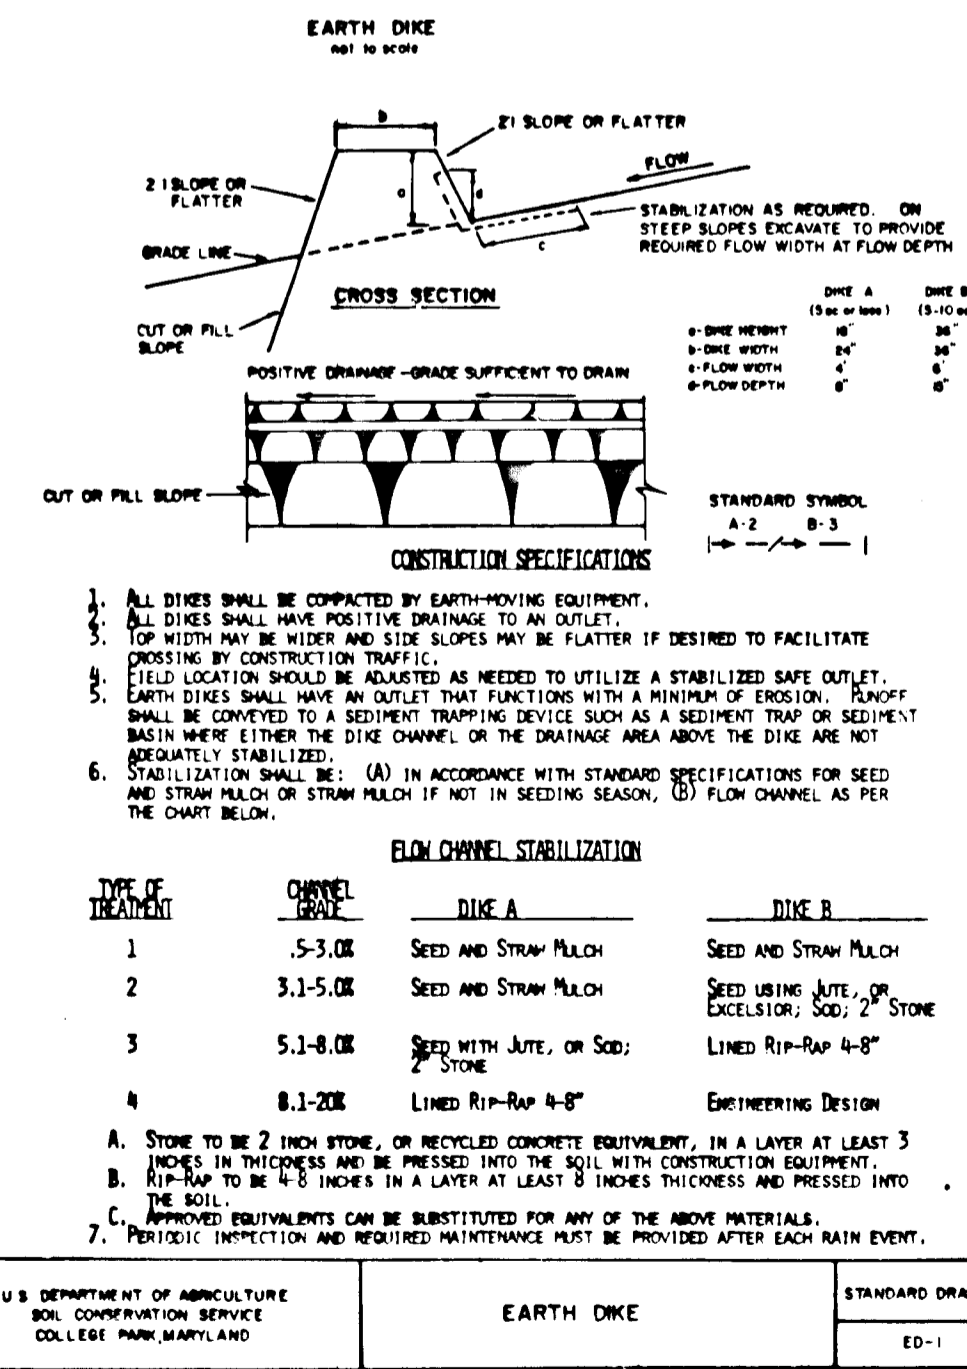 EARTH DIKE
not to scale
b
2:1 SLOPE OR FLATTER
FLOW
2:1 SLOPE OR
FLATTER
a
d
STABILIZATION AS REQUIRED. ON
STEEP SLOPES EXCAVATE TO PROVIDE
REQUIRED FLOW WIDTH AT FLOW DEPTH
c
GRADE LINE
CROSS SECTION
CUT OR FILL
SLOPE
DIKE A DIKE B
(5 ac or less) (5-10 ac
a-DIKE HEIGHT 18" 36"
b-DIKE WIDTH 24" 36"
c-FLOW WIDTH 4' 6'
d-FLOW DEPTH 8" 15"
POSITIVE DRAINAGE-GRADE SUFFICIENT TO DRAIN
CUT OR FILL SLOPE
STANDARD SYMBOL
A-2 B-3
CONSTRUCTION SPECIFICATIONS
1. ALL DIKES SHALL BE COMPACTED BY EARTH-MOVING EQUIPMENT.
2. ALL DIKES SHALL HAVE POSITIVE DRAINAGE TO AN OUTLET.
3. TOP WIDTH MAY BE WIDER AND SIDE SLOPES MAY BE FLATTER IF DESIRED TO FACILITATE
CROSSING BY CONSTRUCTION TRAFFIC.
4. FIELD LOCATION SHOULD BE ADJUSTED AS NEEDED TO UTILIZE A STABILIZED SAFE OUTLET.
5. EARTH DIKES SHALL HAVE AN OUTLET THAT FUNCTIONS WITH A MINIMUM OF EROSION. RUNOFF
SHALL BE CONVEYED TO A SEDIMENT TRAPPING DEVICE SUCH AS A SEDIMENT TRAP OR SEDIMENT
BASIN WHERE EITHER THE DIKE CHANNEL OR THE DRAINAGE AREA ABOVE THE DIKE ARE NOT
ADEQUATELY STABILIZED.
6. STABILIZATION SHALL BE: (A) IN ACCORDANCE WITH STANDARD SPECIFICATIONS FOR SEED
AND STRAW MULCH OR STRAW MULCH IF NOT IN SEEDING SEASON, (B) FLOW CHANNEL AS PER
THE CHART BELOW.
FLOW CHANNEL STABILIZATION
TYPE OF CHANNEL
TREATMENT GRADE DIKE A DIKE B
1 .5-3.0% SEED AND STRAW MULCH SEED AND STRAW MULCH
2 3.1-5.0% SEED AND STRAW MULCH SEED USING JUTE, OR
EXCELSIOR; SOD; 2" STONE
3 5.1-8.0% SEED WITH JUTE, OR SOD; LINED RIP-RAP 4-8"
2" STONE
4 8.1-20% LINED RIP-RAP 4-8" ENGINEERING DESIGN
A. STONE TO BE 2 INCH STONE, OR RECYCLED CONCRETE EQUIVALENT, IN A LAYER AT LEAST 3
INCHES IN THICKNESS AND BE PRESSED INTO THE SOIL WITH CONSTRUCTION EQUIPMENT.
B. RIP-RAP TO BE 4-8 INCHES IN A LAYER AT LEAST 8 INCHES THICKNESS AND PRESSED INTO
THE SOIL.
C. APPROVED EQUIVALENTS CAN BE SUBSTITUTED FOR ANY OF THE ABOVE MATERIALS.
7. PERIODIC INSPECTION AND REQUIRED MAINTENANCE MUST BE PROVIDED AFTER EACH RAIN EVENT.
U S DEPARTMENT OF AGRICULTURE
SOIL CONSERVATION SERVICE
COLLEGE PARK, MARYLAND
EARTH DIKE
STANDARD DRA
ED-1